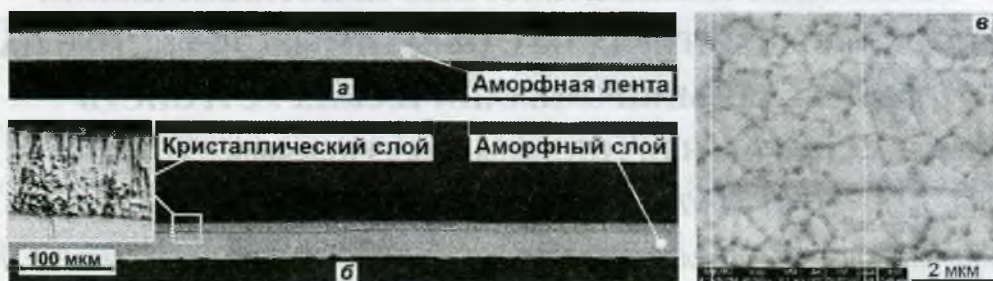 в
Аморфная лента
а
Кристаллический слой
Аморфный слой
100 мкм
б
2 мкм